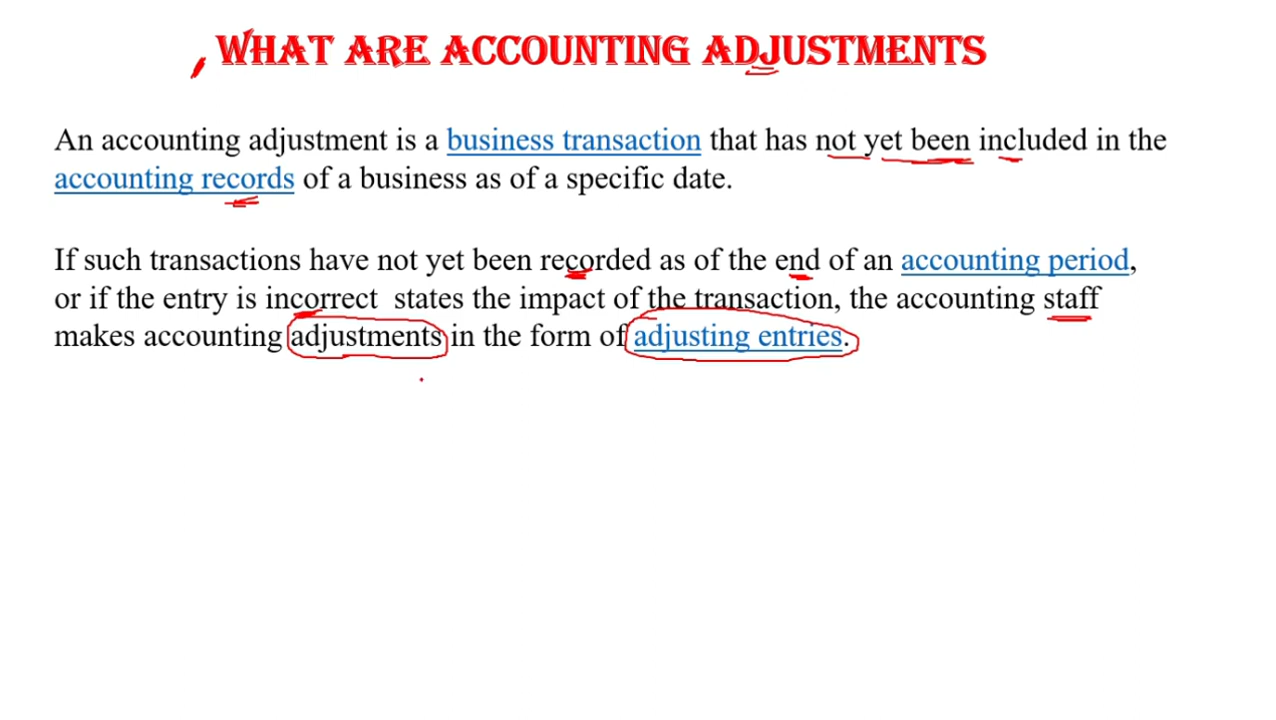 WHAT ARE ACCOUNTING ADJUSTMENTS
An accounting adjustment is a business transaction that has not yet been included in the
accounting records of a business as of a specific date.
If such transactions have not yet been recorded as of the end of an accounting period,
or if the entry is incorrect states the impact of the transaction, the accounting staff
makes accounting adjustments in the form of adjusting entries.